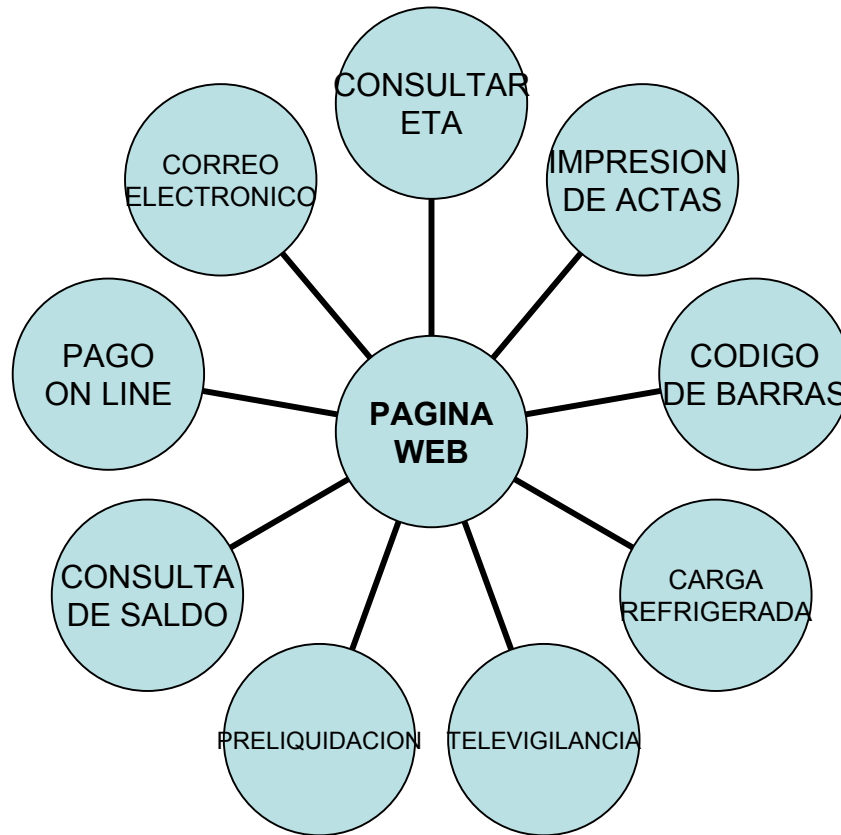 CONSULTAR
ETA
IMPRESION
DE ACTAS
CODIGO
DE BARRAS
CARGA
REFRIGERADA
TELEVIGILANCIA
PRELIQUIDACION
CONSULTA
DE SALDO
PAGO
ON LINE
CORREO
ELECTRONICO
PAGINA
WEB